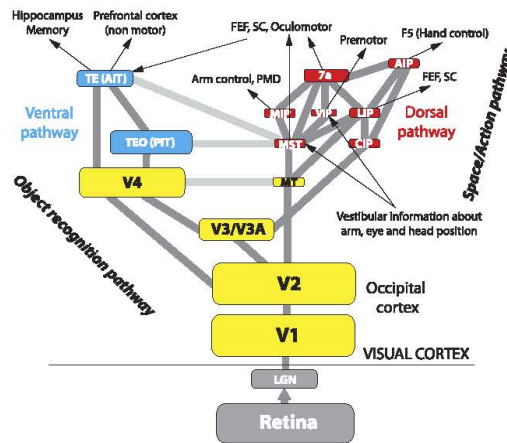 Hippocampus
Memory
Prefrontal cortex
(non motor)
FEF, SC, Oculomotor
F5 (Hand control)
Premotor
TE (AIT)
7a
AIP
Arm control, PMD
FEF, SC
Ventral
pathway
MIP
VIP
LIP
Dorsal
pathway
TEO (PIT)
MST
CIP
Space/Action pathway
V4
MT
Object recognition pathway
V3/V3A
Vestibular information about
arm, eye and head position
V2
Occipital
cortex
V1
VISUAL CORTEX
LGN
Retina